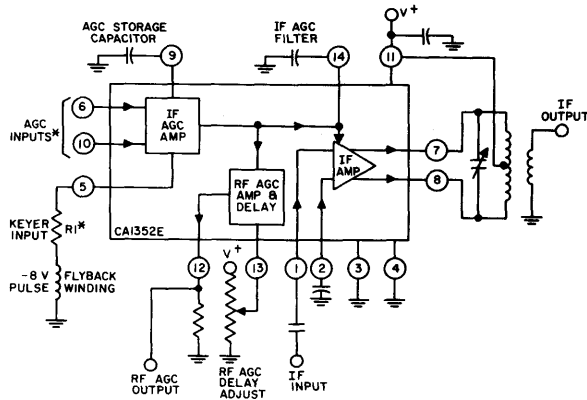 AGC STORAGE
CAPACITOR
IF AGC
FILTER
V+
9
14
11
6
AGC
INPUTS*
10
IF
AGC
AMP
IF
OUTPUT
7
IF
AMP
8
5
RF AGC
AMP &
DELAY
KEYER
INPUT
R1*
CA1352E
-8 V
PULSE
FLYBACK
WINDING
12
V+
13
1
2
3
4
RF AGC
OUTPUT
RF AGC
DELAY
ADJUST
IF
INPUT